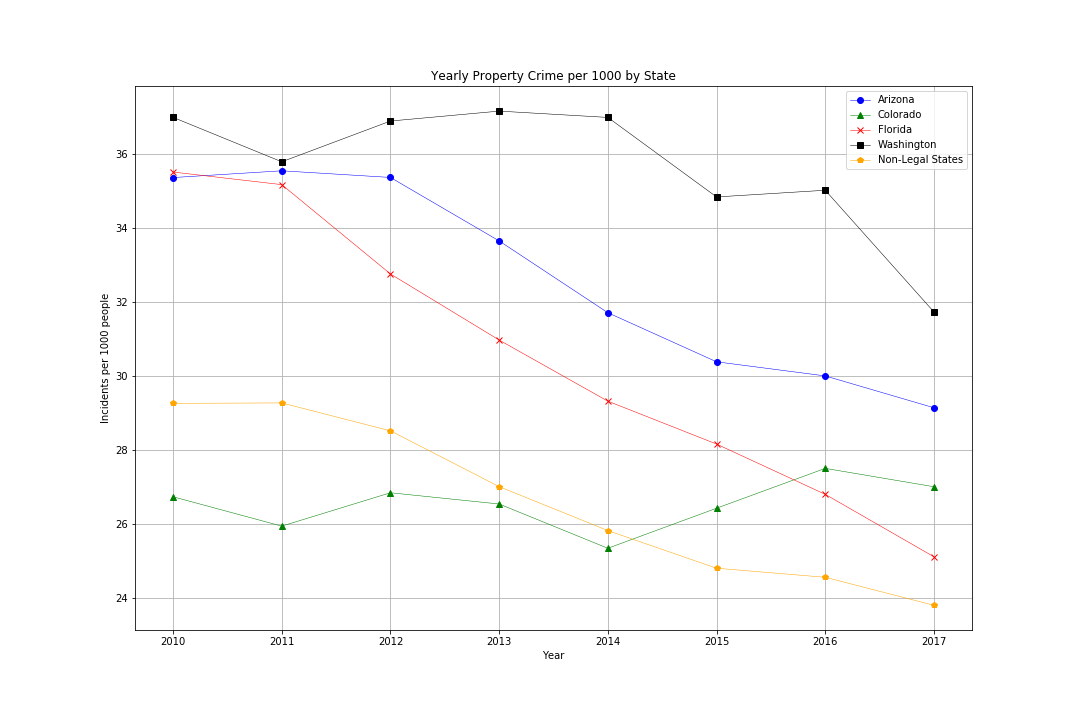 Yearly Property Crime per 1000 by State
Arizona
Colorado
Florida
Washington
Non-Legal States
Incidents per 1000 people
36
34
32
30
28
26
24
2010 2011 2012 2013 2014 2015 2016 2017
Year